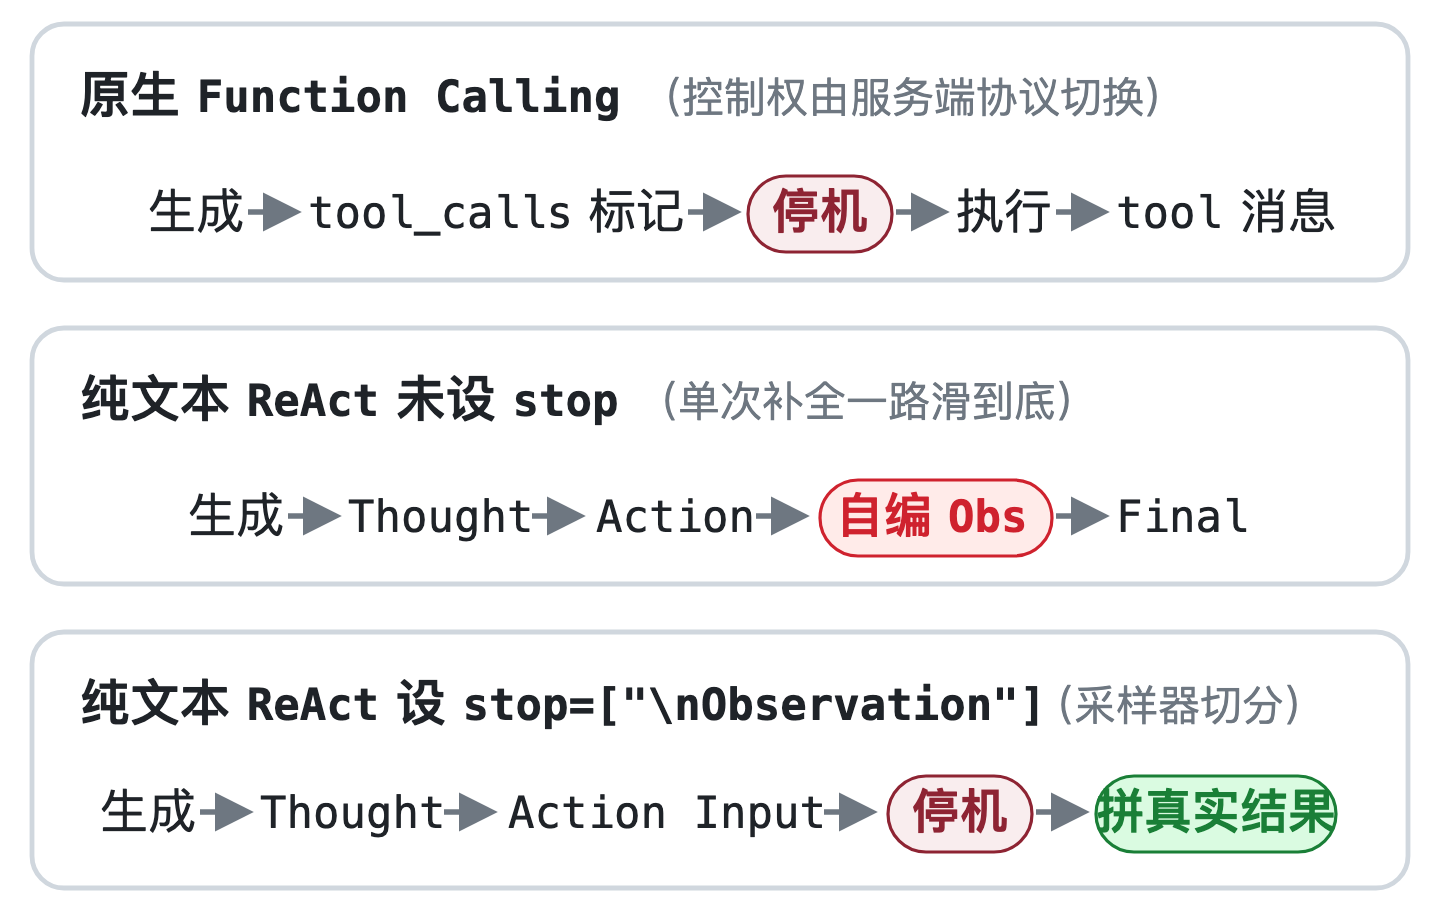 原生 Function Calling （控制权由服务端协议切换）
生成 tool_calls 标记 停机 执行 tool 消息
纯文本 ReAct 未设 stop （单次补全一路滑到底）
生成 Thought Action 自编 Obs Final
纯文本 ReAct 设 stop=["\nObservation"] （采样器切分）
生成 Thought Action Input 停机 拼真实结果